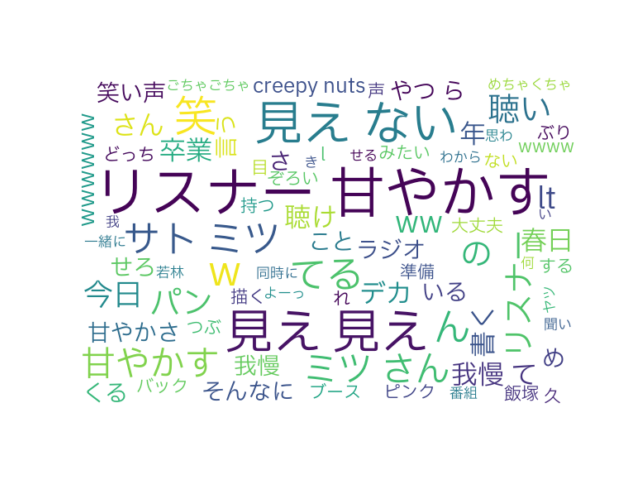 笑い声
ごちゃごちゃ
creepy nuts
声
やつ ら
めちゃくちゃ
さん
笑
言っ
見え ない
年
聴い
思わ
ぶり
wwww
wwwwwwwww
どっち
卒業
さ
目
ぞろい
き
l
せる
みたい
わから
ない
リスナー 甘やかす
lt
い
我
持つ
聴け
ww
大丈夫
一緒に
サト ミツ
こと
ラジオ
の
リスナー
春日
せろ
若林
w
同時に
てる
準備
何
する
今日
パン
描く
よーっ
れ
デカ
いる
ヤツ
甘やかさ
つぶ
見え 見え
ん
書く
聞い
甘やかす
我慢
ミツ さん
我慢 て
め
くる
バック
そんなに
ブース
ピンク
番組
飯塚
久